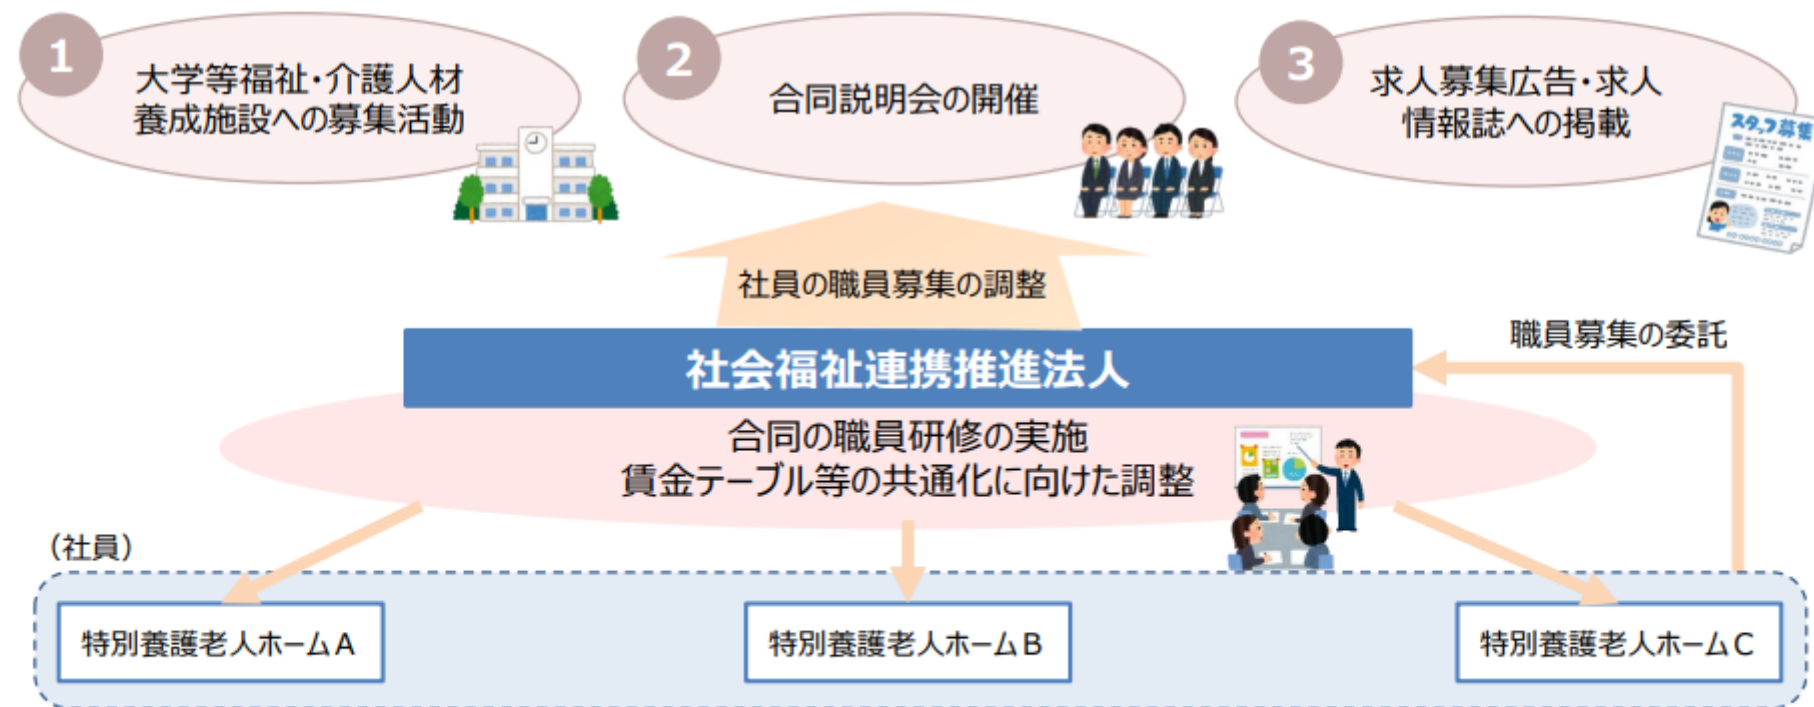 1
大学等福祉・介護人材
養成施設への募集活動
2
合同説明会の開催
3
求人募集広告・求人
情報誌への掲載
スタッフ募集
社員の職員募集の調整
職員募集の委託
社会福祉連携推進法人
合同の職員研修の実施
賃金テーブル等の共通化に向けた調整
（社員）
特別養護老人ホームA
特別養護老人ホームB
特別養護老人ホームC